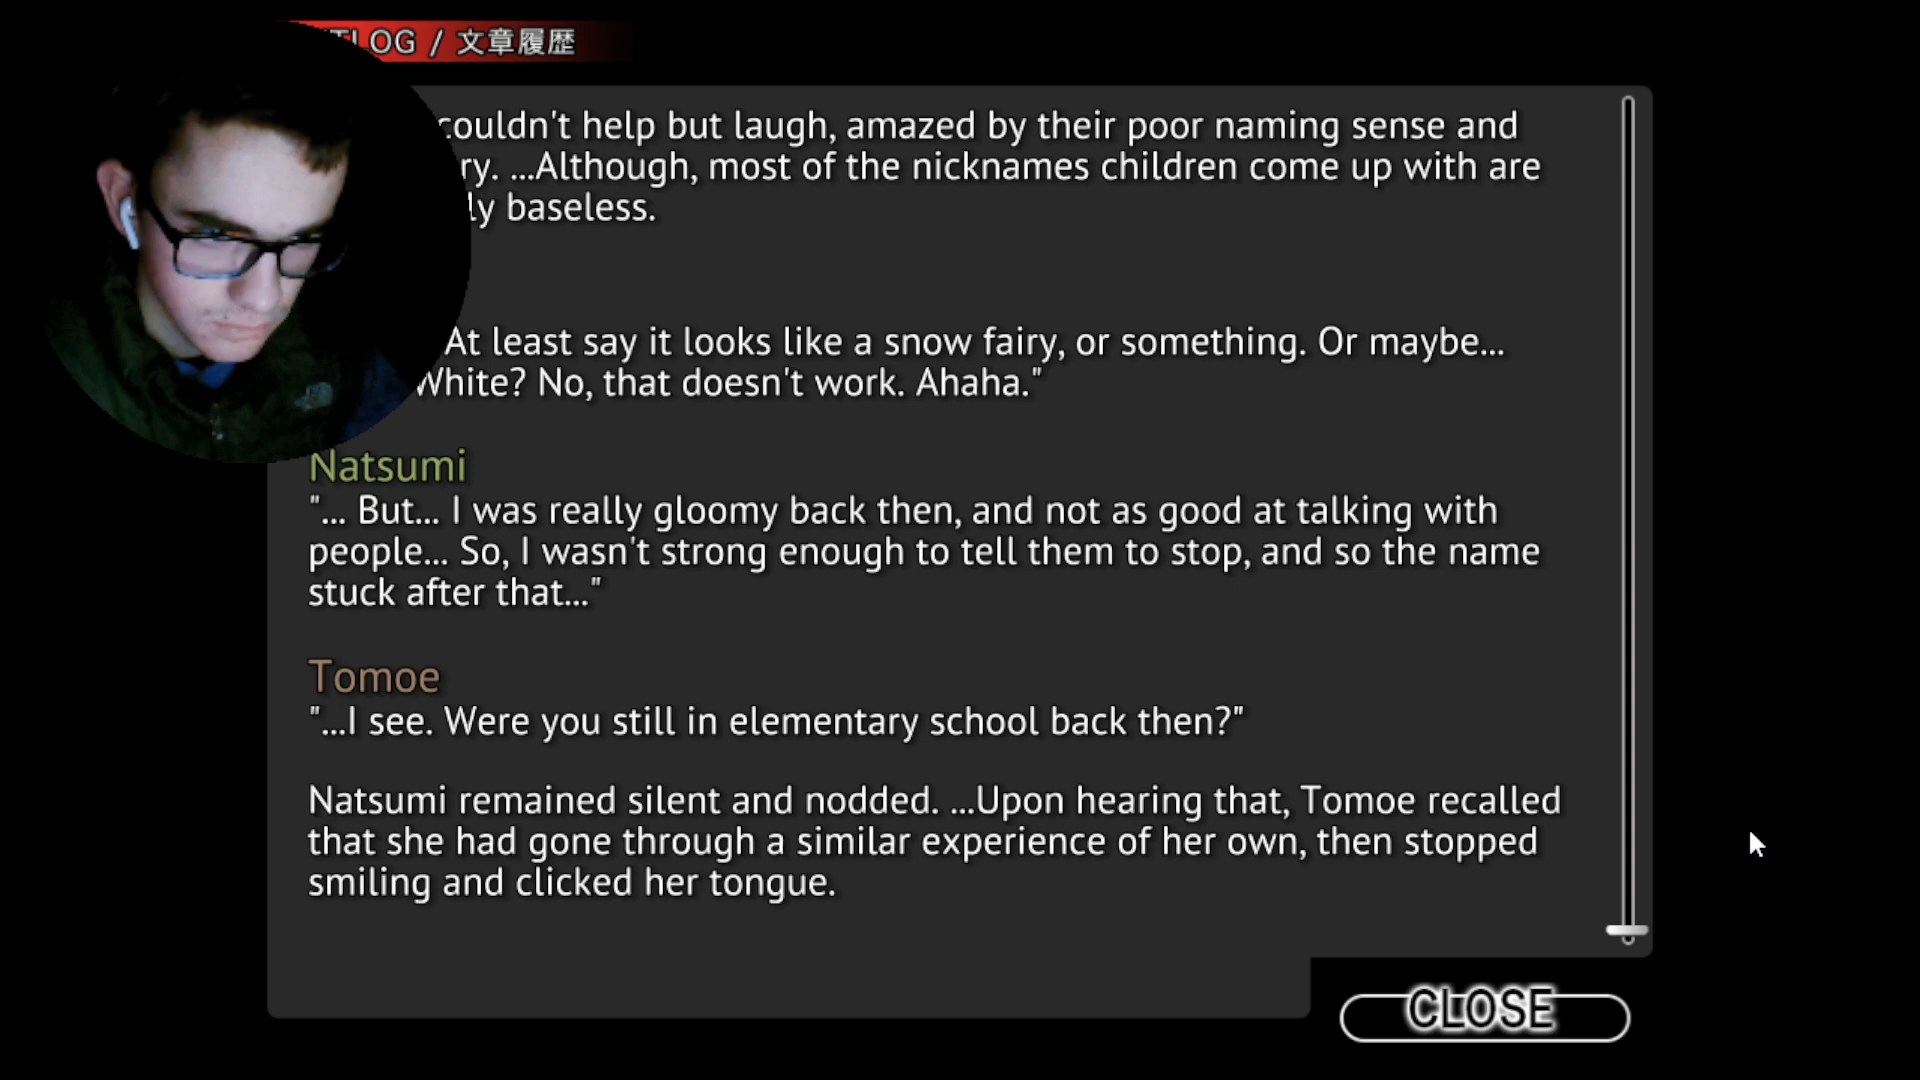 LOG / 文章履歴
couldn't help but laugh, amazed by their poor naming sense and
ry. ...Although, most of the nicknames children come up with are
ly baseless.
At least say it looks like a snow fairy, or something. Or maybe...
White? No, that doesn't work. Ahaha."
Natsumi
"... But... I was really gloomy back then, and not as good at talking with
people... So, I wasn't strong enough to tell them to stop, and so the name
stuck after that..."
Tomoe
"...I see. Were you still in elementary school back then?"
Natsumi remained silent and nodded. ...Upon hearing that, Tomoe recalled
that she had gone through a similar experience of her own, then stopped
smiling and clicked her tongue.
CLOSE